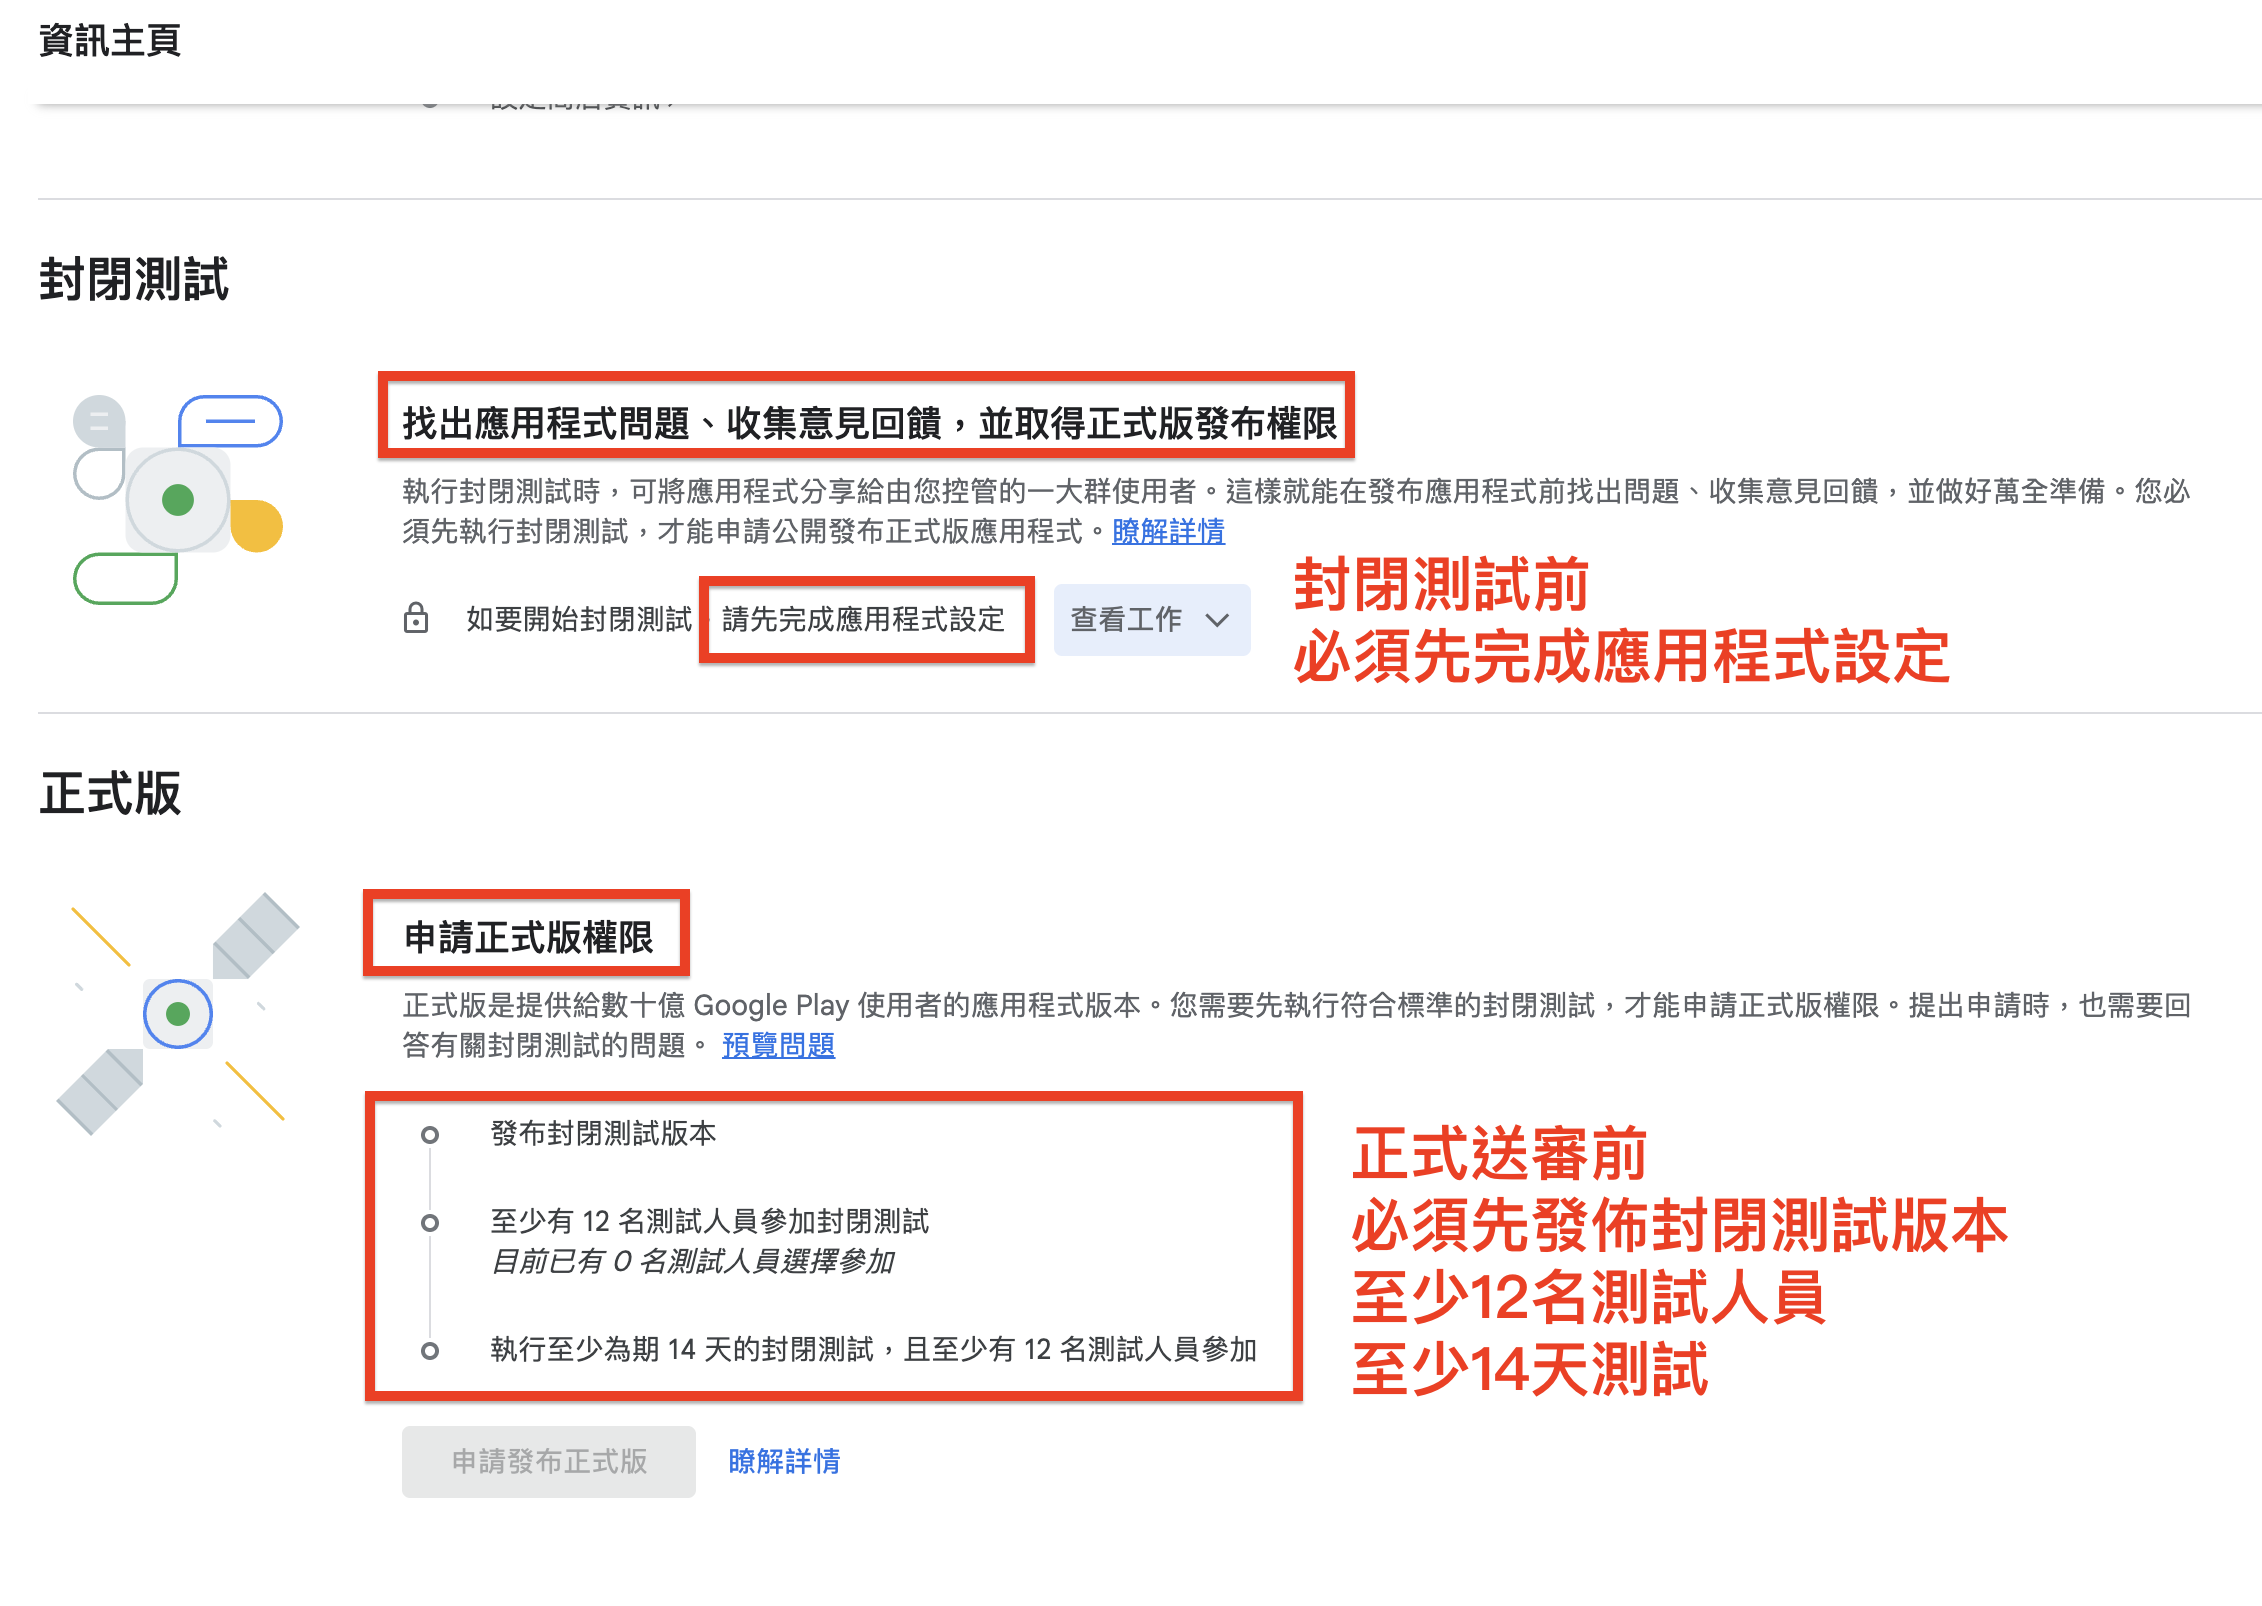 資訊主頁
設定商店資訊
封閉測試
找出應用程式問題、收集意見回饋，並取得正式版發布權限
執行封閉測試時，可將應用程式分享給由您控管的一大群使用者。這樣就能在發布應用程式前找出問題、收集意見回饋，並做好萬全準備。您必
須先執行封閉測試，才能申請公開發布正式版應用程式。瞭解詳情
如要開始封閉測試 請先完成應用程式設定
查看工作
封閉測試前
必須先完成應用程式設定
正式版
申請正式版權限
正式版是提供給數十億 Google Play 使用者的應用程式版本。您需要先執行符合標準的封閉測試，才能申請正式版權限。提出申請時，也需要回
答有關封閉測試的問題。 預覽問題
發布封閉測試版本
至少有 12 名測試人員參加封閉測試
目前已有 0 名測試人員選擇參加
執行至少為期 14 天的封閉測試，且至少有 12 名測試人員參加
正式送審前
必須先發佈封閉測試版本
至少12名測試人員
至少14天測試
申請發布正式版
瞭解詳情